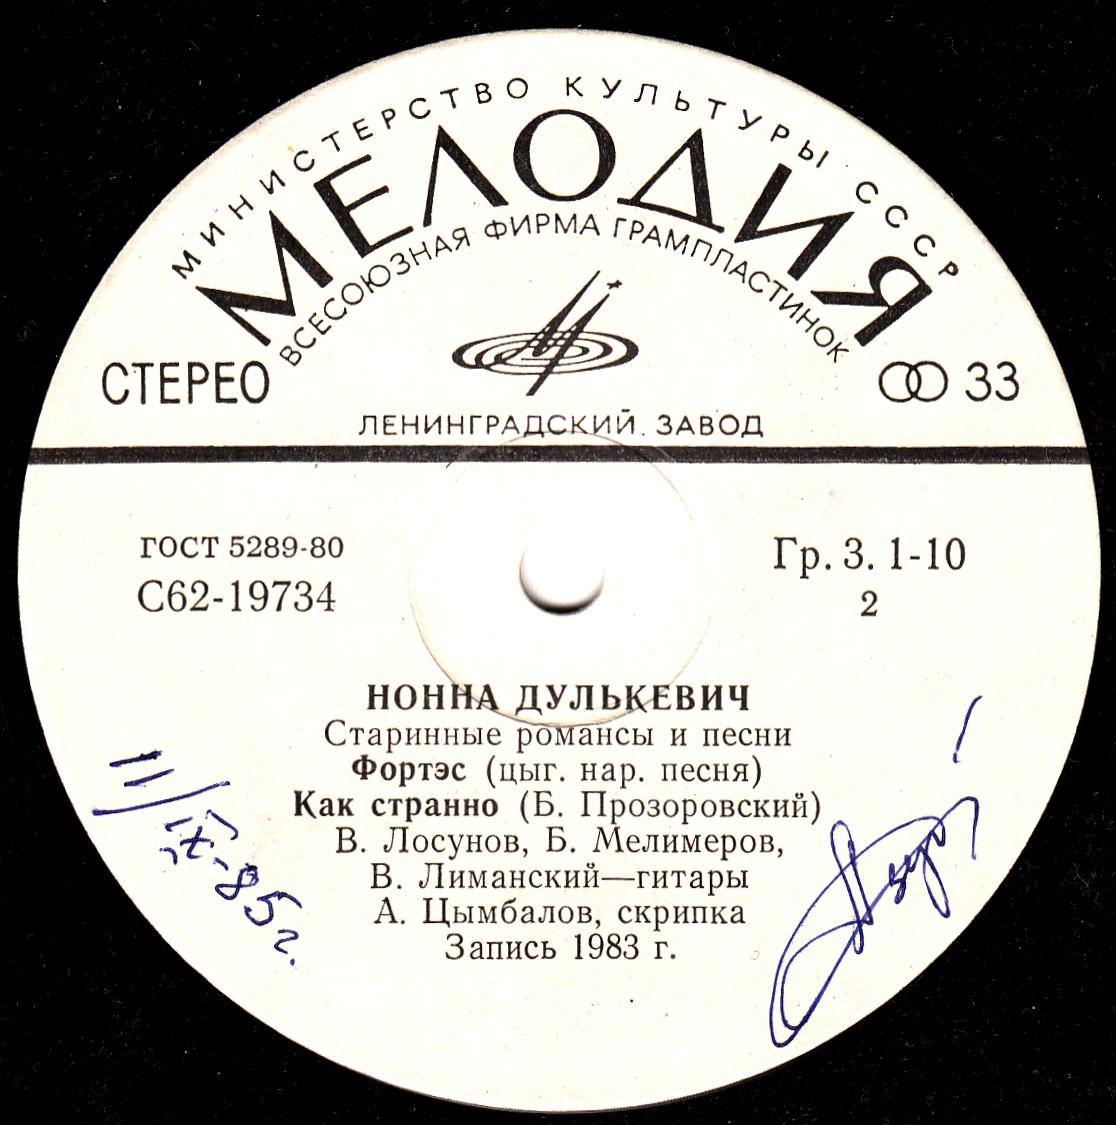 МИНИСТЕРСТВО КУЛЬТУРЫ СССР
МЕЛОДИЯ
ВСЕСОЮЗНАЯ ФИРМА ГРАМПЛАСТИНОК
СТЕРЕО
33
ЛЕНИНГРАДСКИЙ ЗАВОД
ГОСТ 5289-80
Гр. 3. 1-10
С62-19734
2
НОННА ДУЛЬКЕВИЧ
Старинные романсы и песни
Фортэс (цыг. нар. песня)
Как странно (Б. Прозоровский)
В. Лосунов, Б. Мелимеров,
В. Лиманский—гитары
А. Цымбалов, скрипка
Запись 1983 г.
11/IX-85г.